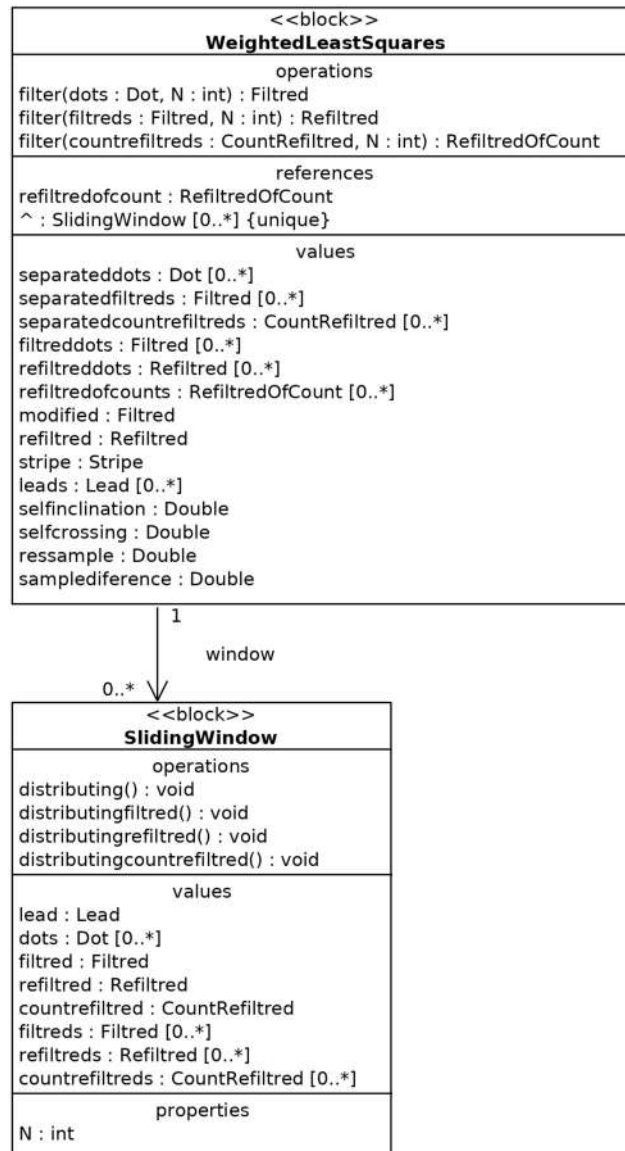 <<block>>
WeightedLeastSquares
operations
filter(dots : Dot, N : int) : Filtred
filter(filtreds : Filtred, N : int) : Refiltred
filter(countrefiltreds : CountRefiltred, N : int) : RefiltredOfCount
references
refiltredofcount : RefiltredOfCount
^ : SlidingWindow [0..*] {unique}
values
separateddots : Dot [0..*]
separatedfiltreds : Filtred [0..*]
separatedcountrefiltreds : CountRefiltred [0..*]
filtreddots : Filtred [0..*]
refiltreddots : Refiltred [0..*]
refiltredofcounts : RefiltredOfCount [0..*]
modified : Filtred
refiltred : Refiltred
stripe : Stripe
leads : Lead [0..*]
selfinclination : Double
selfcrossing : Double
ressample : Double
samplediference : Double
1
window
0..*
<<block>>
SlidingWindow
operations
distributing() : void
distributingfiltred() : void
distributingrefiltred() : void
distributingcountrefiltred() : void
values
lead : Lead
dots : Dot [0..*]
filtred : Filtred
refiltred : Refiltred
countrefiltred : CountRefiltred
filtreds : Filtred [0..*]
refiltreds : Refiltred [0..*]
countrefiltreds : CountRefiltred [0..*]
properties
N : int